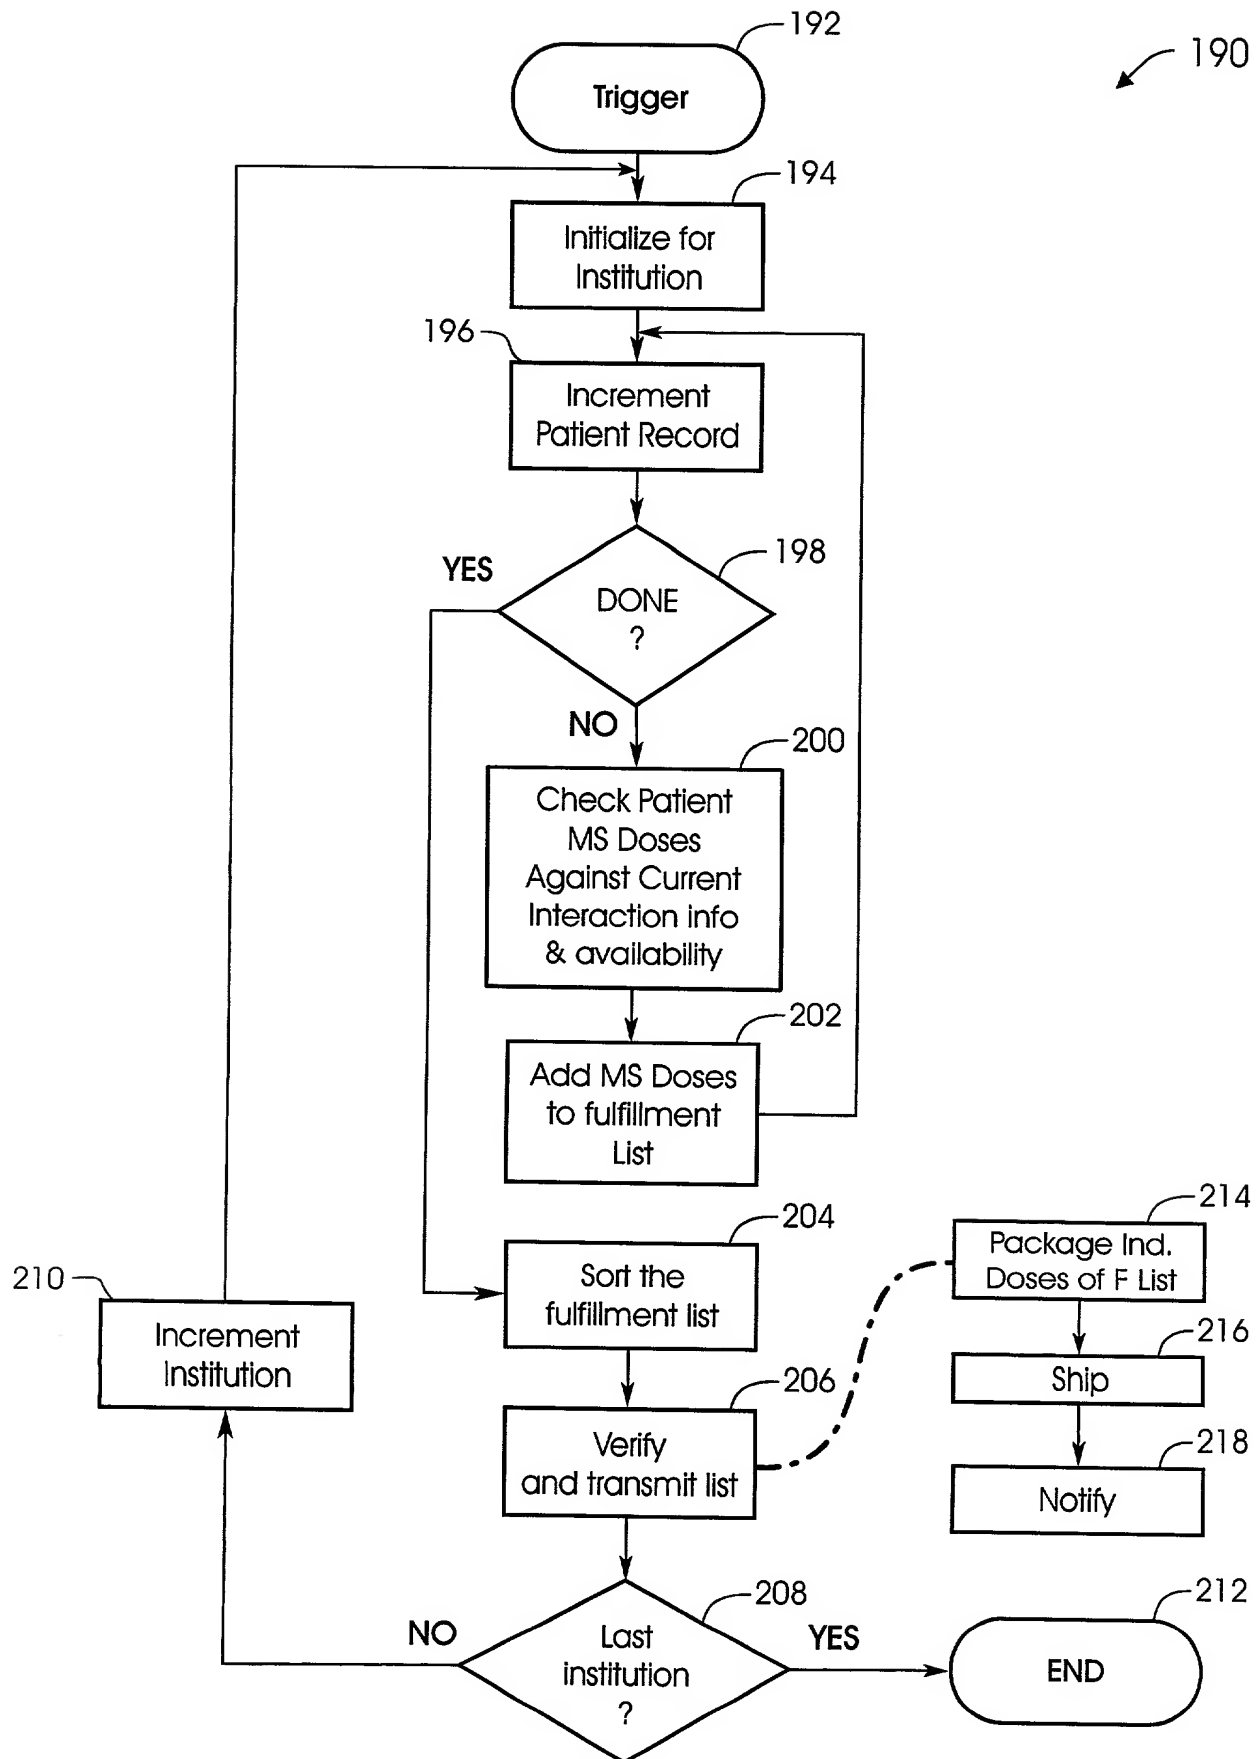 192
190
Trigger
194
Initialize for
Institution
196
Increment
Patient Record
198
YES
DONE
?
NO
200
Check Patient
MS Doses
Against Current
Interaction info
& availability
202
Add MS Doses
to fulfillment
List
204
Sort the
fulfillment list
214
Package Ind.
Doses of F List
210
Increment
Institution
216
Ship
206
Verify
and transmit list
218
Notify
208
NO
Last
institution
?
YES
212
END